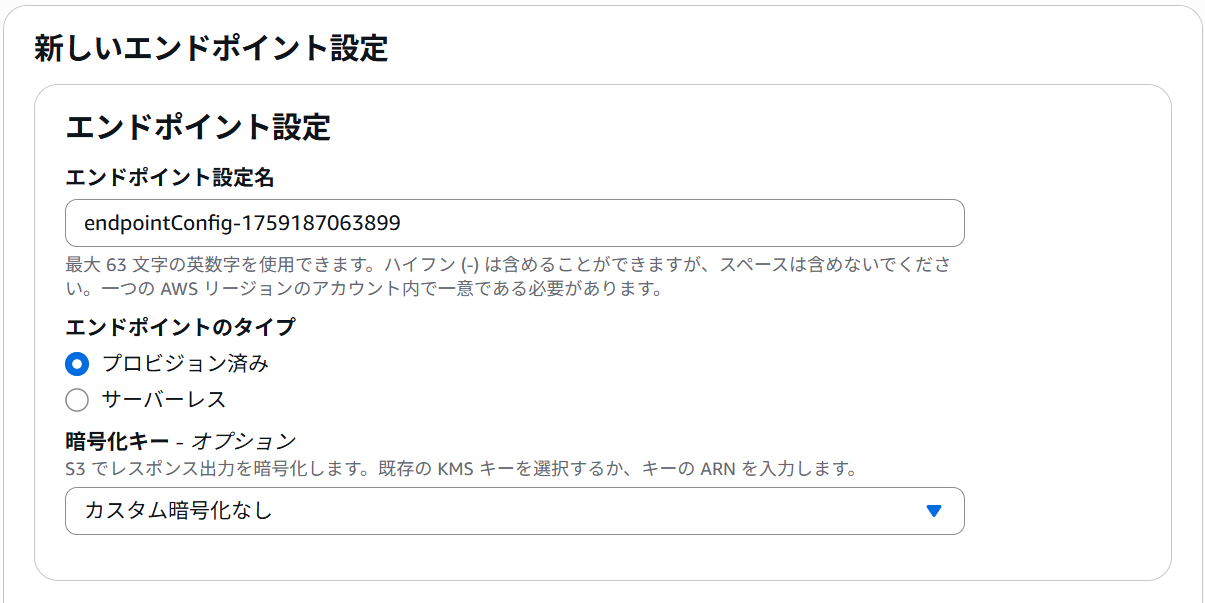 新しいエンドポイント設定
エンドポイント設定
エンドポイント設定名
endpointConfig-1759187063899
最大 63 文字の英数字を使用できます。ハイフン (-) は含めることができますが、スペースは含めないでくださ
い。一つの AWS リージョンのアカウント内で一意である必要があります。
エンドポイントのタイプ
プロビジョン済み
サーバーレス
暗号化キー - オプション
S3 でレスポンス出力を暗号化します。既存の KMS キーを選択するか、キーの ARN を入力します。
カスタム暗号化なし